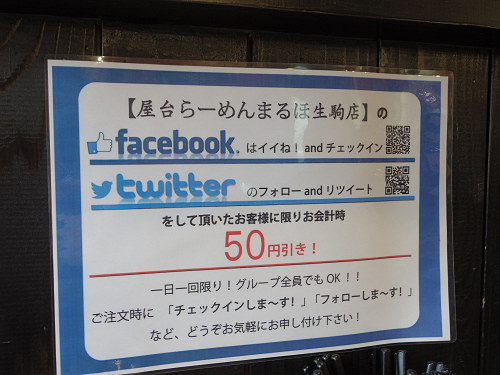 【屋台らーめんまるほ生駒店】の
facebook. はイイね！ and チェックイン
twitter のフォロー and リツイート
をして頂いたお客様に限りお会計時
50円引き！
一日一回限り！グループ全員でもOK！！
ご注文時に「チェックインしま〜す！」「フォローしま〜す！」
など、どうぞお気軽にお申し付け下さい！